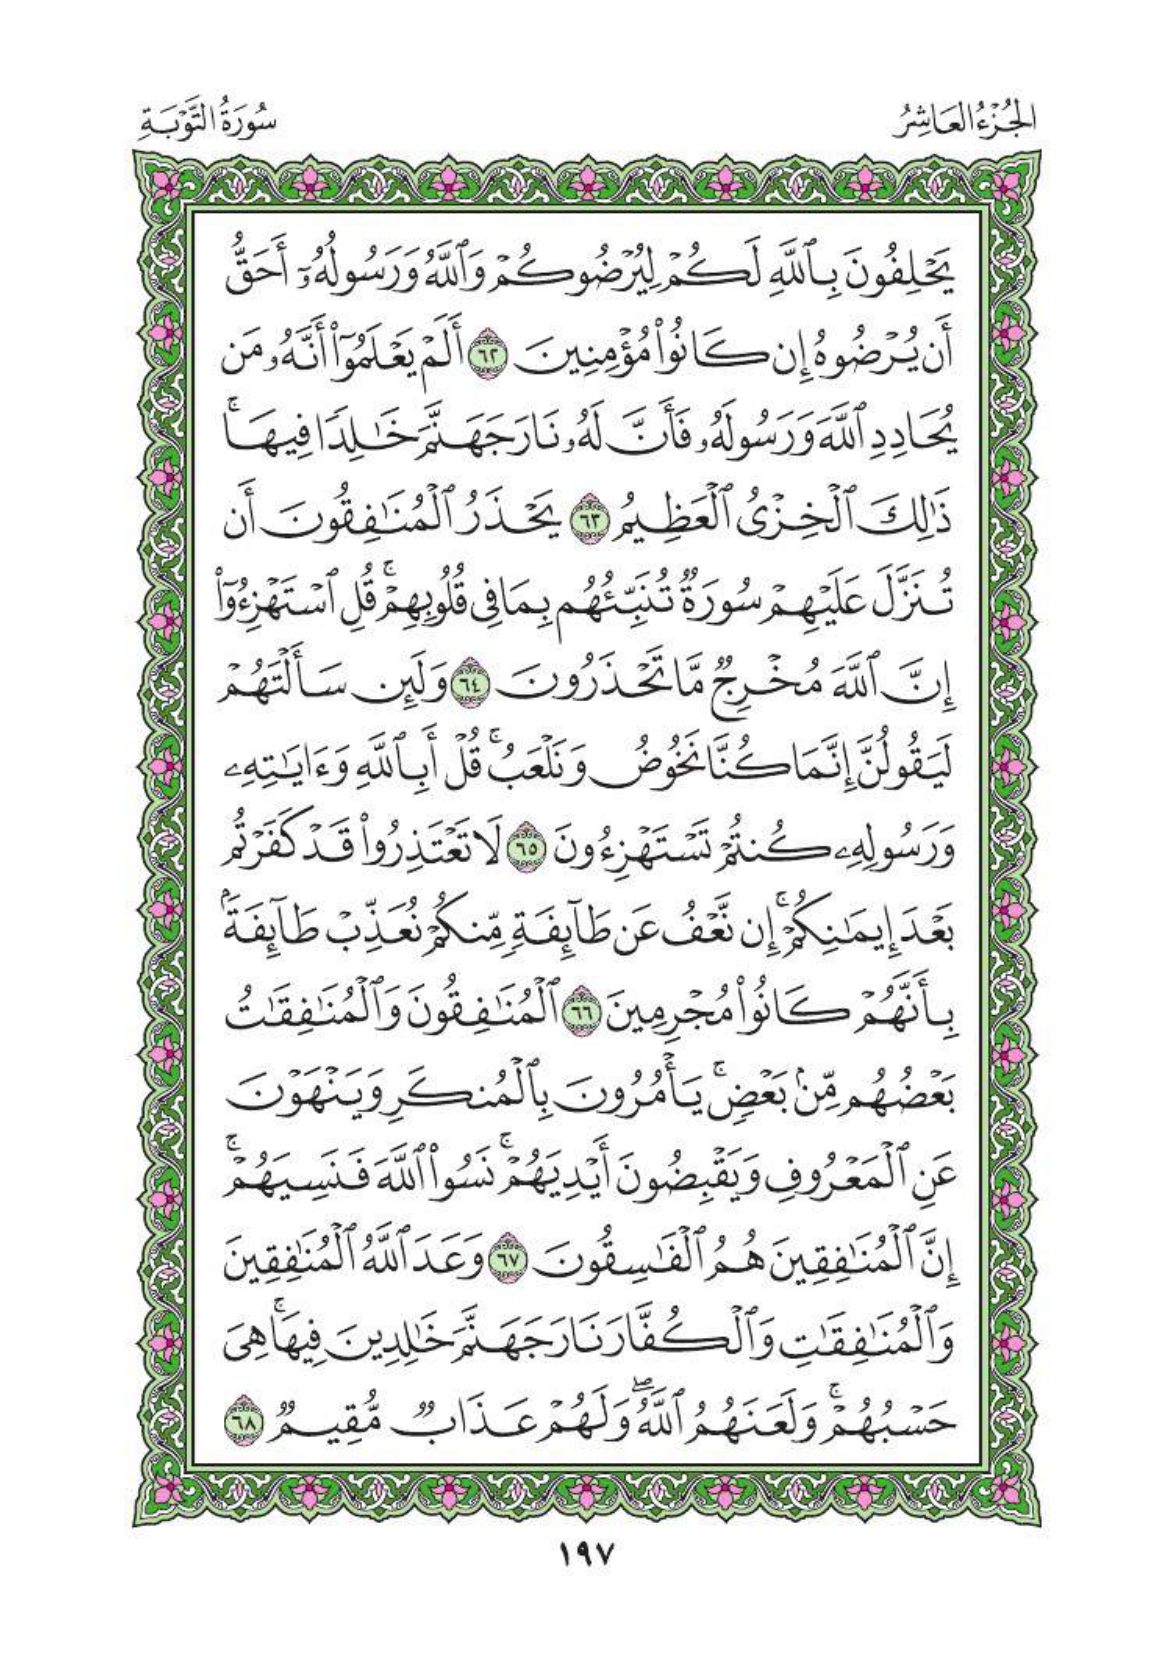 الجُزْءُ العَاشِرُ
سُورَةُ التَّوْبَةِ
يَحْلِفُونَ بِٱللَّهِ لَكُمْ لِيُرْضُوكُمْ وَٱللَّهُ وَرَسُولُهُۥٓ أَحَقُّ
أَن يُرْضُوهُ إِن كَانُوا۟ مُؤْمِنِينَ ٦٢ أَلَمْ يَعْلَمُوٓا۟ أَنَّهُۥ مَن
يُحَادِدِ ٱللَّهَ وَرَسُولَهُۥ فَأَنَّ لَهُۥ نَارَ جَهَنَّمَ خَٰلِدًا فِيهَاۚ
ذَٰلِكَ ٱلْخِزْىُ ٱلْعَظِيمُ ٦٣ يَحْذَرُ ٱلْمُنَٰفِقُونَ أَن
تُنَزَّلَ عَلَيْهِمْ سُورَةٌ تُنَبِّئُهُم بِمَا فِى قُلُوبِهِمْۚ قُلِ ٱسْتَهْزِءُوٓا۟
إِنَّ ٱللَّهَ مُخْرِجٌ مَّا تَحْذَرُونَ ٦٤ وَلَئِن سَأَلْتَهُمْ
لَيَقُولُنَّ إِنَّمَا كُنَّا نَخُوضُ وَنَلْعَبُۚ قُلْ أَبِٱللَّهِ وَءَايَٰتِهِۦ
وَرَسُولِهِۦ كُنتُمْ تَسْتَهْزِءُونَ ٦٥ لَا تَعْتَذِرُوا۟ قَدْ كَفَرْتُم
بَعْدَ إِيمَٰنِكُمْۚ إِن نَّعْفُ عَن طَآئِفَةٍ مِّنكُمْ نُعَذِّبْ طَآئِفَةًۢ
بِأَنَّهُمْ كَانُوا۟ مُجْرِمِينَ ٦٦ ٱلْمُنَٰفِقُونَ وَٱلْمُنَٰفِقَٰتُ
بَعْضُهُم مِّنۢ بَعْضٍۚ يَأْمُرُونَ بِٱلْمُنكَرِ وَيَنْهَوْنَ
عَنِ ٱلْمَعْرُوفِ وَيَقْبِضُونَ أَيْدِيَهُمْۚ نَسُوا۟ ٱللَّهَ فَنَسِيَهُمْۚ
إِنَّ ٱلْمُنَٰفِقِينَ هُمُ ٱلْفَٰسِقُونَ ٦٧ وَعَدَ ٱللَّهُ ٱلْمُنَٰفِقِينَ
وَٱلْمُنَٰفِقَٰتِ وَٱلْكُفَّارَ نَارَ جَهَنَّمَ خَٰلِدِينَ فِيهَاۚ هِىَ
حَسْبُهُمْۚ وَلَعَنَهُمُ ٱللَّهُۖ وَلَهُمْ عَذَابٌ مُّقِيمٌ ٦٨
١٩٧